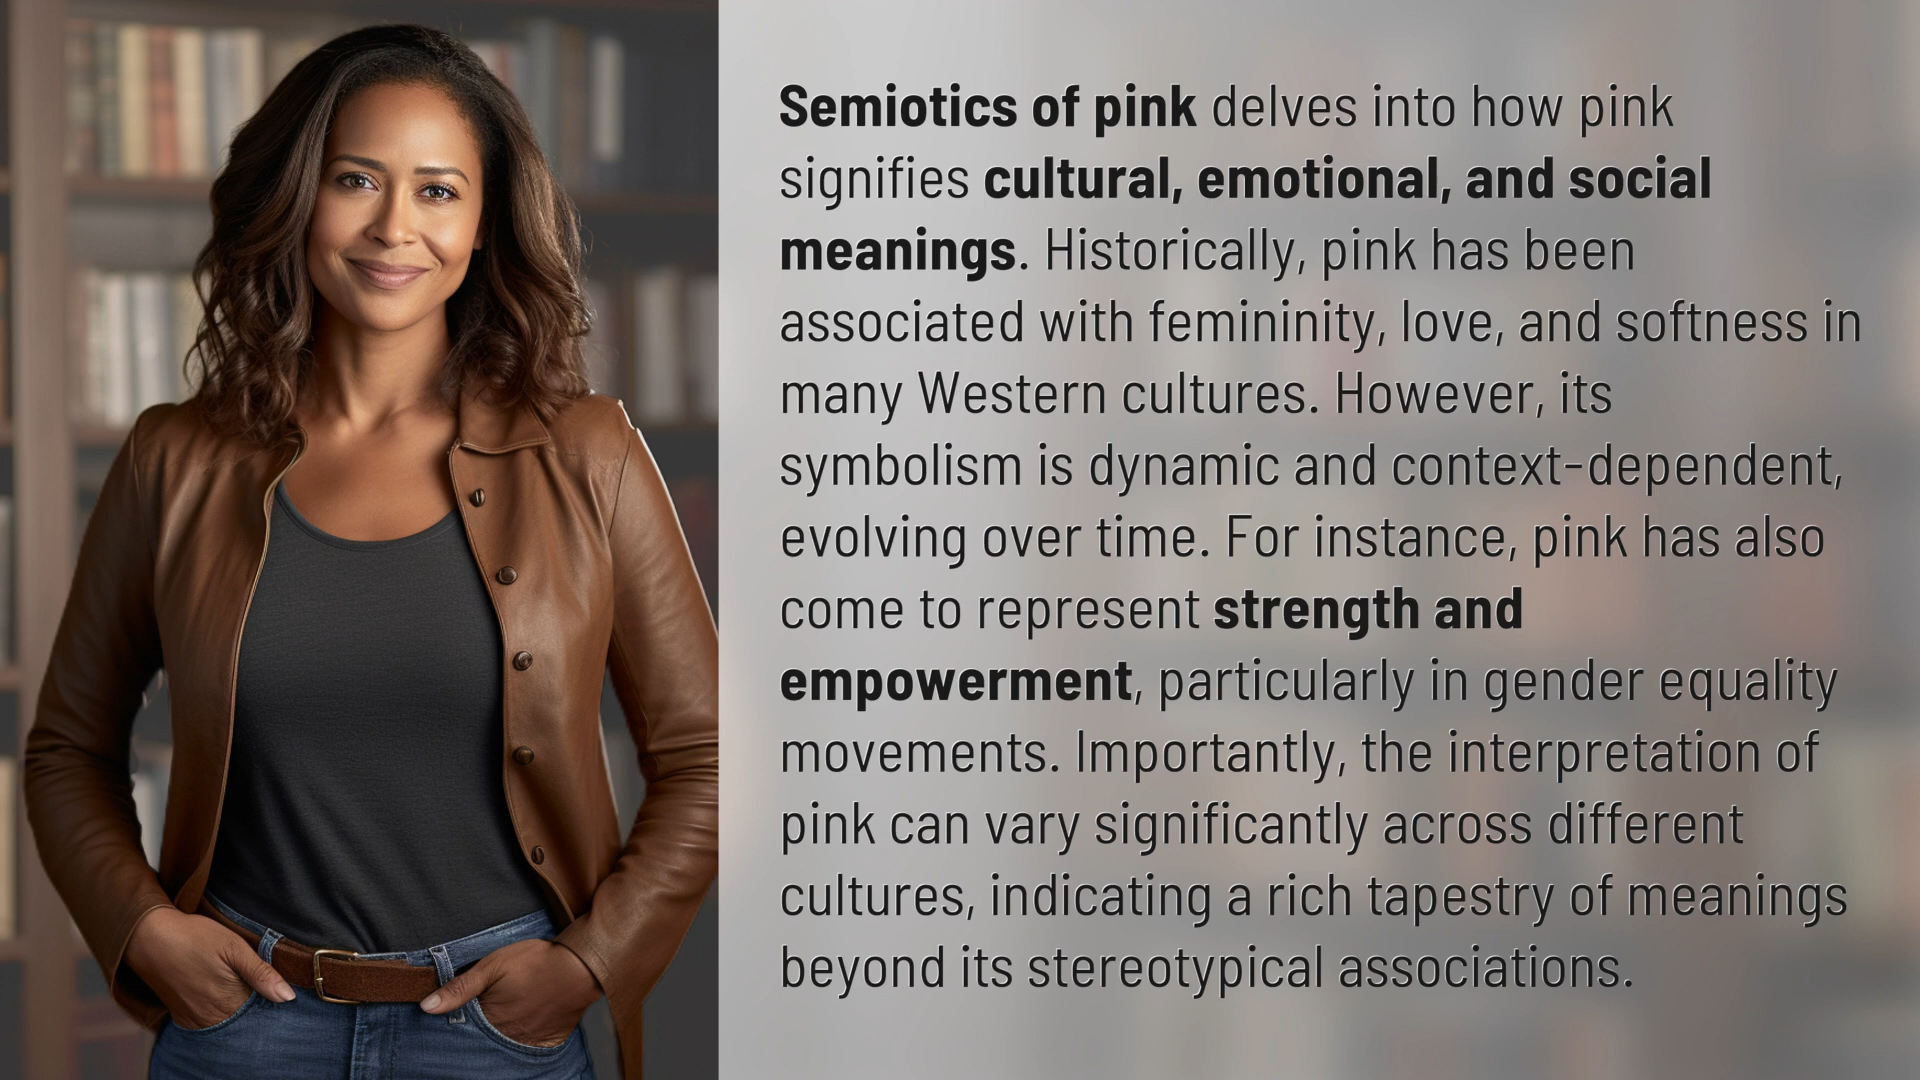 Semiotics of pink delves into how pink
signifies cultural, emotional, and social
meanings. Historically, pink has been
associated with femininity, love, and softness in
many Western cultures. However, its
symbolism is dynamic and context-dependent,
evolving over time. For instance, pink has also
come to represent strength and
empowerment, particularly in gender equality
movements. Importantly, the interpretation of
pink can vary significantly across different
cultures, indicating a rich tapestry of meanings
beyond its stereotypical associations.